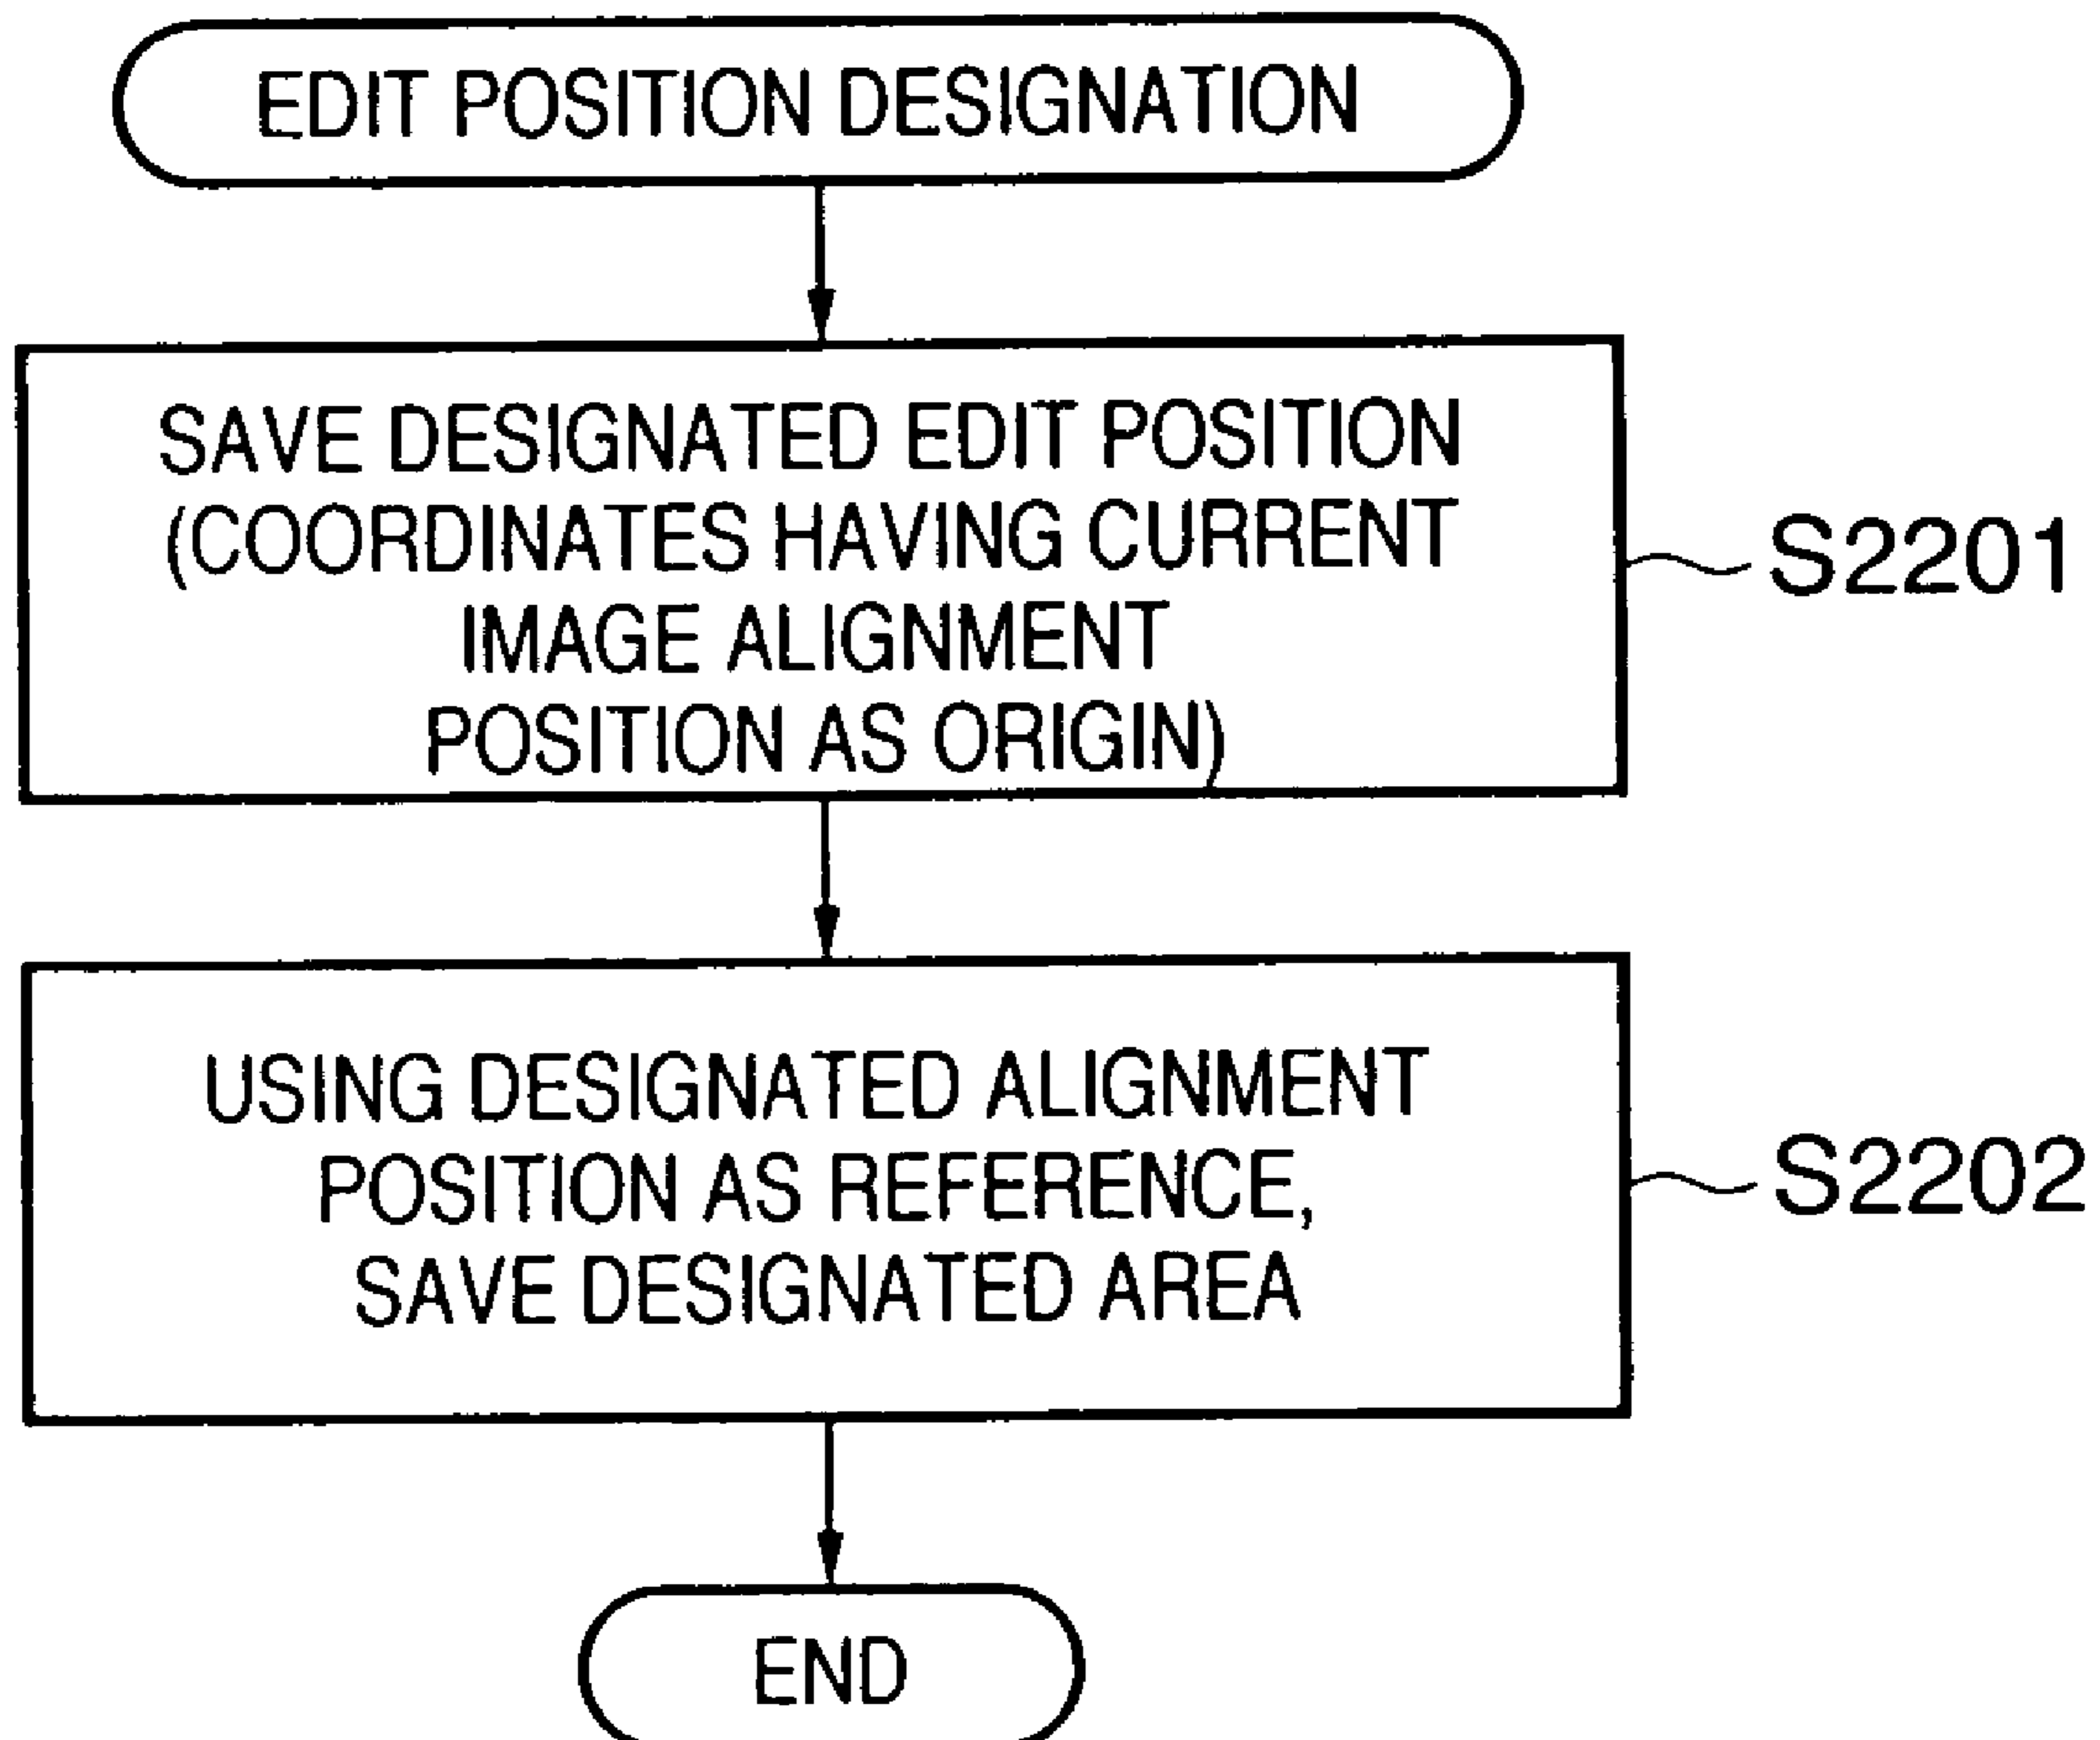 EDIT POSITION DESIGNATION
SAVE DESIGNATED EDIT POSITION
(COORDINATES HAVING CURRENT
IMAGE ALIGNMENT
POSITION AS ORIGIN)
S2201
USING DESIGNATED ALIGNMENT
POSITION AS REFERENCE,
SAVE DESIGNATED AREA
S2202
END